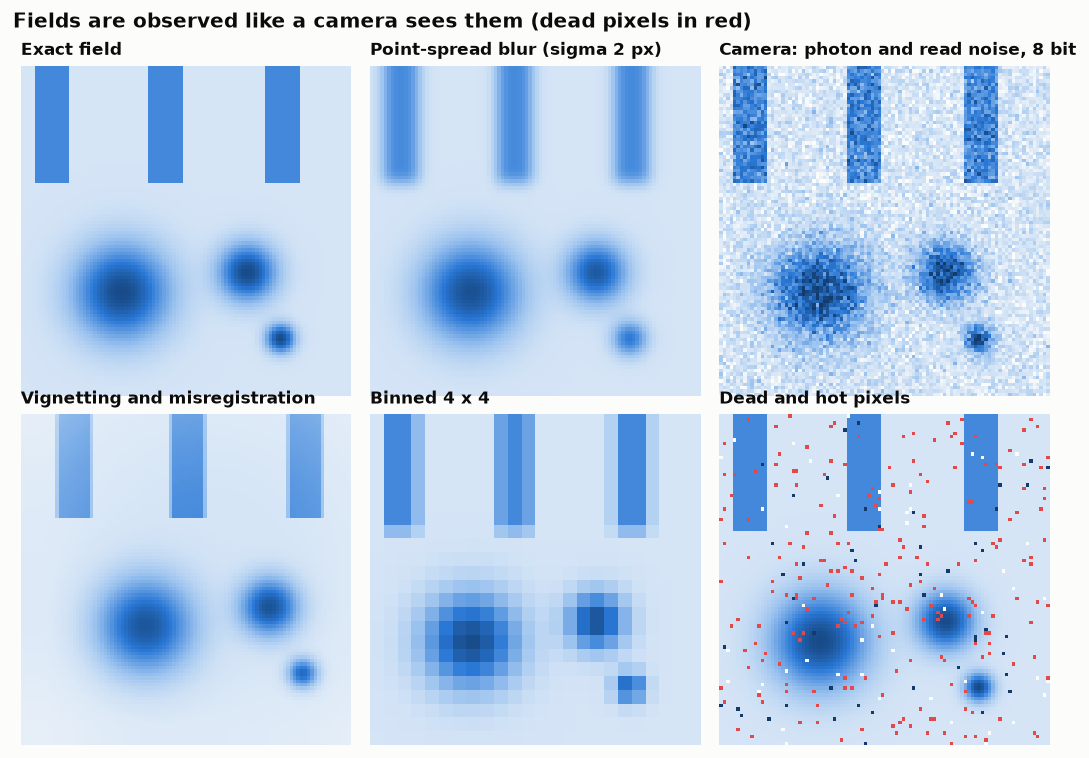 Fields are observed like a camera sees them (dead pixels in red)
Exact field
Point-spread blur (sigma 2 px)
Camera: photon and read noise, 8 bit
Vignetting and misregistration
Binned 4 x 4
Dead and hot pixels